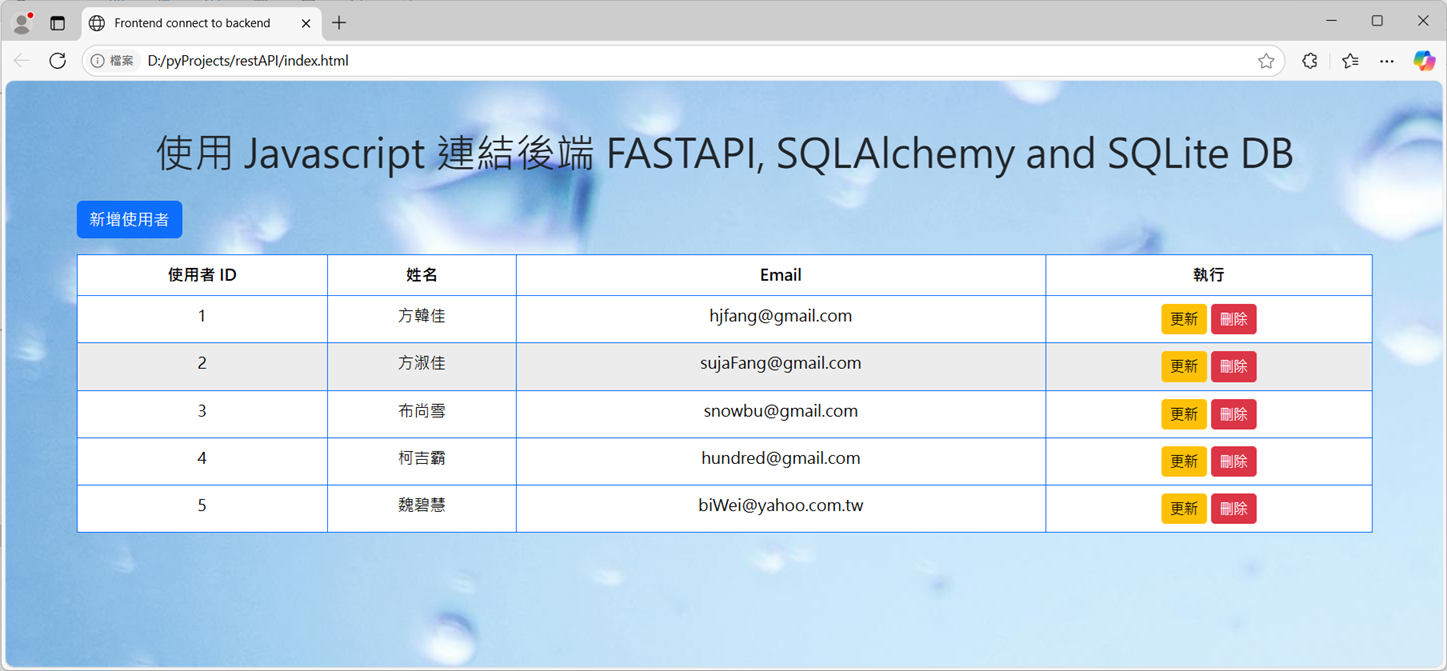 Frontend connect to backend
檔案 D:/pyProjects/restAPI/index.html
使用 Javascript 連結後端 FASTAPI, SQLAlchemy and SQLite DB
新增使用者
使用者 ID 姓名 Email 執行
1 方韓佳 hjfang@gmail.com 更新 刪除
2 方淑佳 sujaFang@gmail.com 更新 刪除
3 布尚雪 snowbu@gmail.com 更新 刪除
4 柯吉霸 hundred@gmail.com 更新 刪除
5 魏碧慧 biWei@yahoo.com.tw 更新 刪除